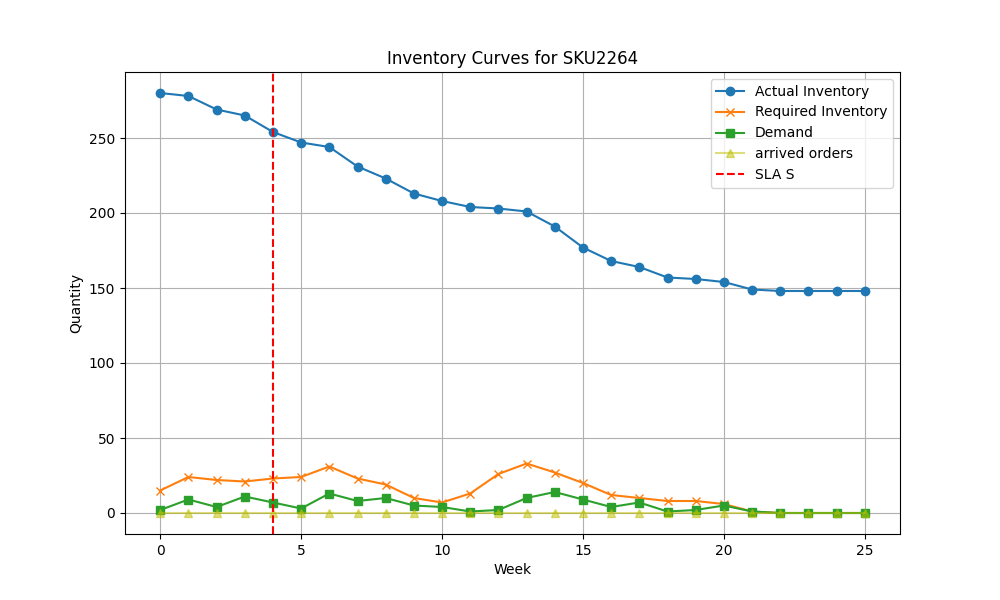 Inventory Curves for SKU2264
Actual Inventory
Required Inventory
Demand
arrived orders
SLA S
Quantity
250
200
150
100
50
0
0 5 10 15 20 25
Week